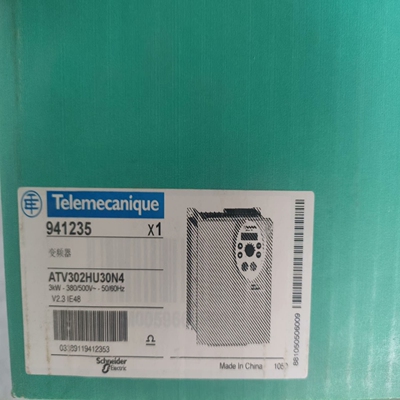 Telemecanique
941235 X1
变频器
ATV302HU30N4
3kW - 380/500V~ - 50/60Hz
V2.3 IE48
Schneider
Electric
Made In China